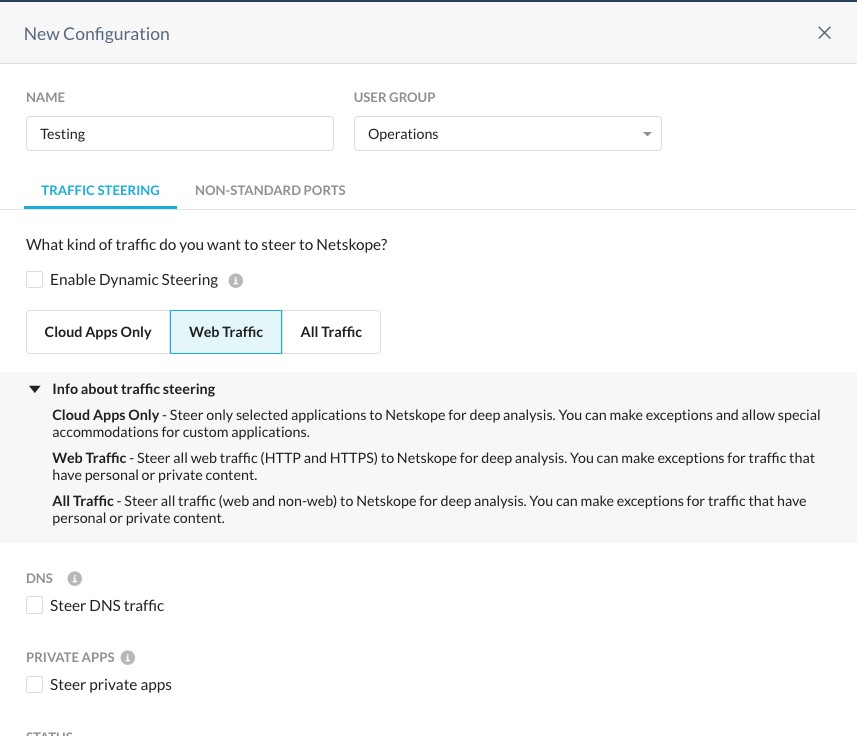 New Configuration
NAME
USER GROUP
Testing
Operations
TRAFFIC STEERING
NON-STANDARD PORTS
What kind of traffic do you want to steer to Netskope?
Enable Dynamic Steering
Cloud Apps Only
Web Traffic
All Traffic
Info about traffic steering
Cloud Apps Only - Steer only selected applications to Netskope for deep analysis. You can make exceptions and allow special
accommodations for custom applications.
Web Traffic - Steer all web traffic (HTTP and HTTPS) to Netskope for deep analysis. You can make exceptions for traffic that
have personal or private content.
All Traffic - Steer all traffic (web and non-web) to Netskope for deep analysis. You can make exceptions for traffic that have
personal or private content.
DNS
Steer DNS traffic
PRIVATE APPS
Steer private apps
STATUS